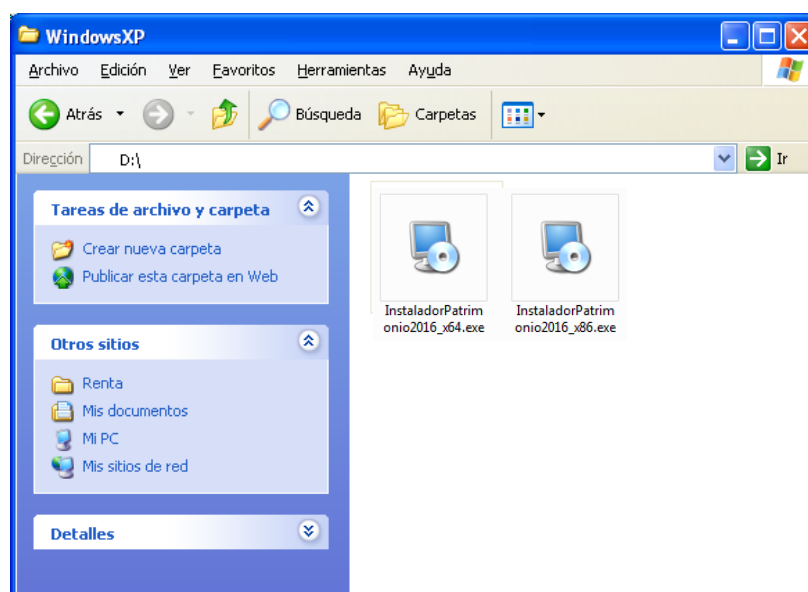 WindowsXP
Archivo Edición Ver Favoritos Herramientas Ayuda
Atrás Búsqueda Carpetas
Dirección D:\ Ir
Tareas de archivo y carpeta
Crear nueva carpeta
Publicar esta carpeta en Web
Otros sitios
Renta
Mis documentos
Mi PC
Mis sitios de red
Detalles
InstaladorPatrim
onio2016_x64.exe
InstaladorPatrim
onio2016_x86.exe